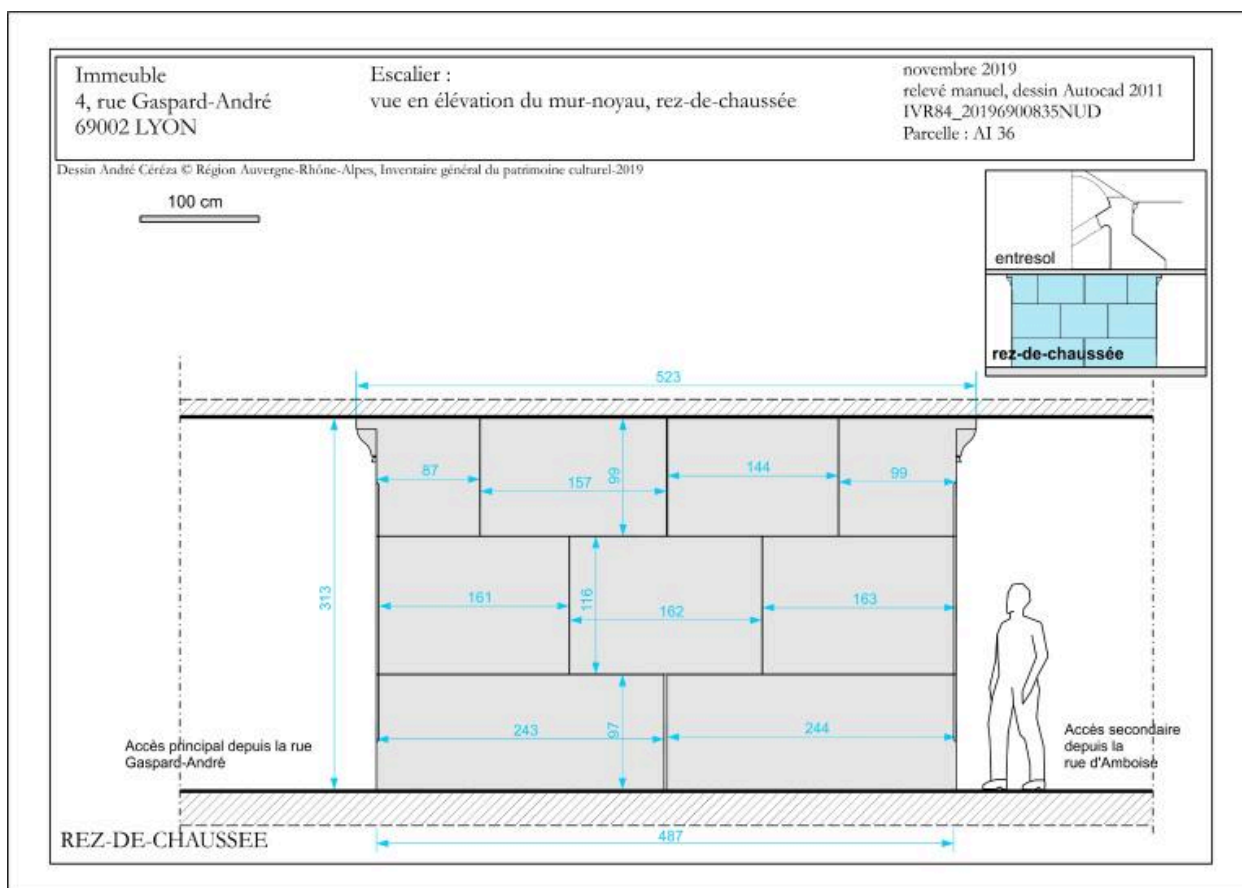 Immeuble
4, rue Gaspard-André
69002 LYON
Escalier :
vue en élévation du mur-noyau, rez-de-chaussée
novembre 2019
relevé manuel, dessin Autocad 2011
IVR84_20196900835NUD
Parcelle : AI 36
Dessin André Céréza © Région Auvergne-Rhône-Alpes, Inventaire général du patrimoine culturel-2019
100 cm
entresol
rez-de-chaussée
523
87
157
99
144
99
313
161
116
162
163
243
97
244
Accès principal depuis la rue
Gaspard-André
Accès secondaire
depuis la
rue d'Amboise
REZ-DE-CHAUSSEE
487